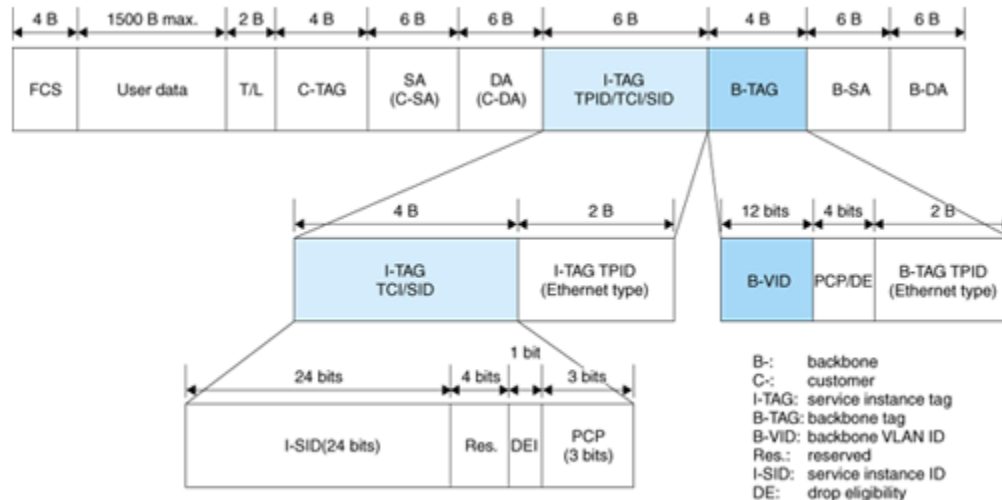 4 B 1500 B max. 2 B 4 B 6 B 6 B 6 B 4 B 6 B 6 B
FCS User data T/L C-TAG SA (C-SA) DA (C-DA) I-TAG TPID/TCI/SID B-TAG B-SA B-DA
4 B 2 B 12 bits 4 bits 2 B
I-TAG TCI/SID I-TAG TPID (Ethernet type) B-VID PCP/DE B-TAG TPID (Ethernet type)
24 bits 4 bits 1 bit 3 bits
I-SID(24 bits) Res. DEI PCP (3 bits)
B-: backbone
C-: customer
I-TAG: service instance tag
B-TAG: backbone tag
B-VID: backbone VLAN ID
Res.: reserved
I-SID: service instance ID
DE: drop eligibility